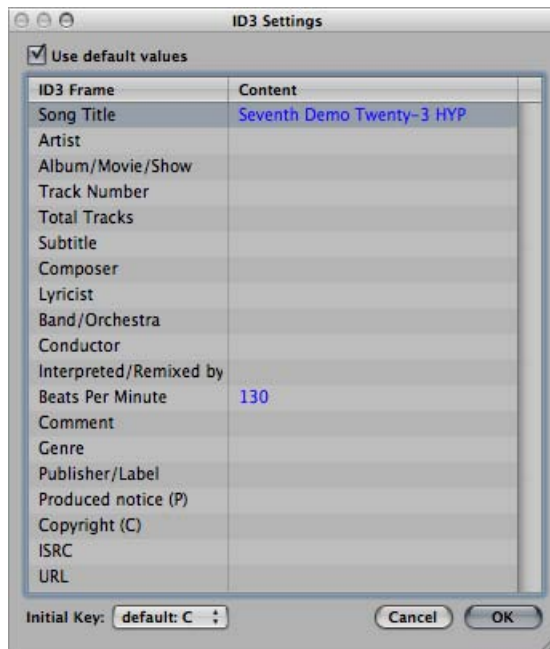 ID3 Settings
Use default values
ID3 Frame Content
Song Title Seventh Demo Twenty-3 HYP
Artist
Album/Movie/Show
Track Number
Total Tracks
Subtitle
Composer
Lyricist
Band/Orchestra
Conductor
Interpreted/Remixed by
Beats Per Minute 130
Comment
Genre
Publisher/Label
Produced notice (P)
Copyright (C)
ISRC
URL
Initial Key: default: C Cancel OK